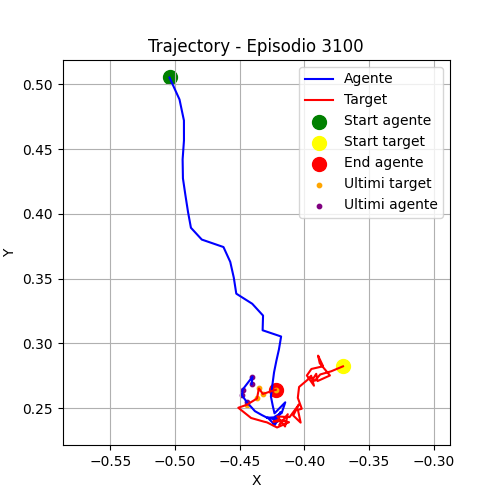 Trajectory - Episodio 3100
Agente
Target
Start agente
Start target
End agente
Ultimi target
Ultimi agente
Y
0.50
0.45
0.40
0.35
0.30
0.25
−0.55
−0.50
−0.45
−0.40
−0.35
−0.30
X